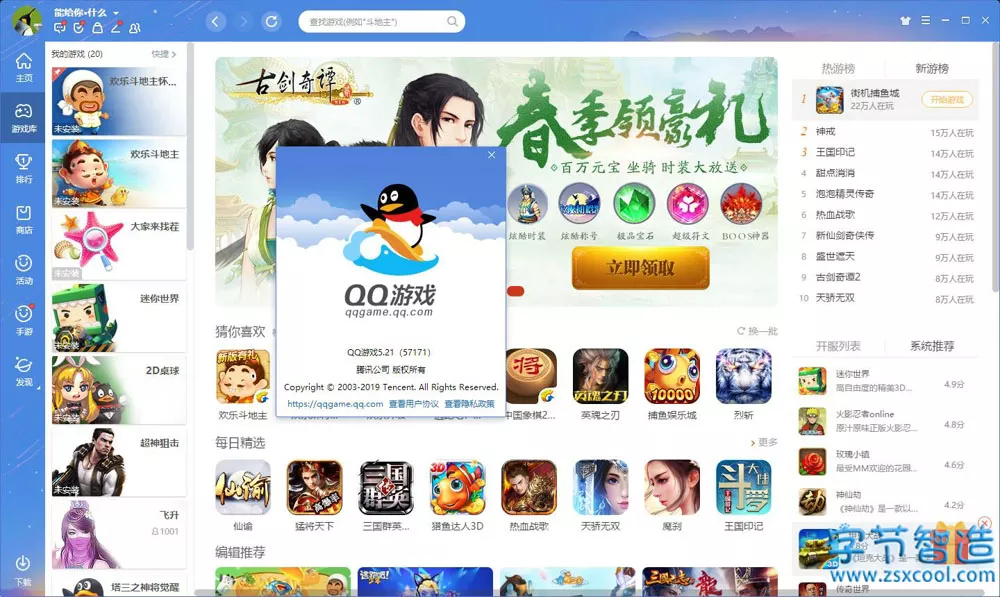 能给你·什么
查找游戏(例如"斗地主")
主页
游戏库
排行
商店
活动
手游
发现
下载
我的游戏 (20)
快捷 >
欢乐斗地主怀...
未安装
欢乐斗地主
未安装
大家来找茬
未安装
迷你世界
未安装
2D桌球
未安装
超神狙击
未安装
飞升
1001
塔三之神将觉醒
古剑奇谭 贰
春季领豪礼
百万元宝 坐骑 时装大放送
炫酷时装
炫酷称号
极品宝石
超级符文
BOOS神器
立即领取
QQ游戏
qqgame.qq.com
QQ游戏5.21 (57171)
腾讯公司 版权所有
Copyright © 2003-2019 Tencent. All Rights Reserved.
https://qqgame.qq.com 查看用户协议 查看隐私政策
猜你喜欢
换一批
新版有礼
欢乐斗地主
将
中国象棋2...
英魂之刃
英魂之刃
10000
捕鱼娱乐城
烈斩
每日精选
> 更多
仙谕
仙谕
猛将天下
三国群英
三国群英...
3D
猎鱼达人3D
热血战歌
天骄无双
魔刹
斗罗大陆
王国印记
编辑推荐
热游榜
新游榜
1 街机捕鱼城
22万人在玩
开始游戏
2 神戒 15万人在玩
3 王国印记 14万人在玩
4 甜点消消 14万人在玩
5 泡泡精灵传奇 14万人在玩
6 热血战歌 12万人在玩
7 新仙剑奇侠传 9万人在玩
8 盛世遮天 9万人在玩
9 古剑奇谭2 8万人在玩
10 天骄无双 8万人在玩
开服列表
系统推荐
迷你世界
高自由度的精美3D...
4.9分
火影忍者online
原汁原味正版火影忍...
4.8分
玫瑰小镇
最受MM欢迎的花园...
4.6分
神仙劫
《神仙劫》是一款以...
4.2分
3D
传奇世界
字节智造
www.zsxcool.com